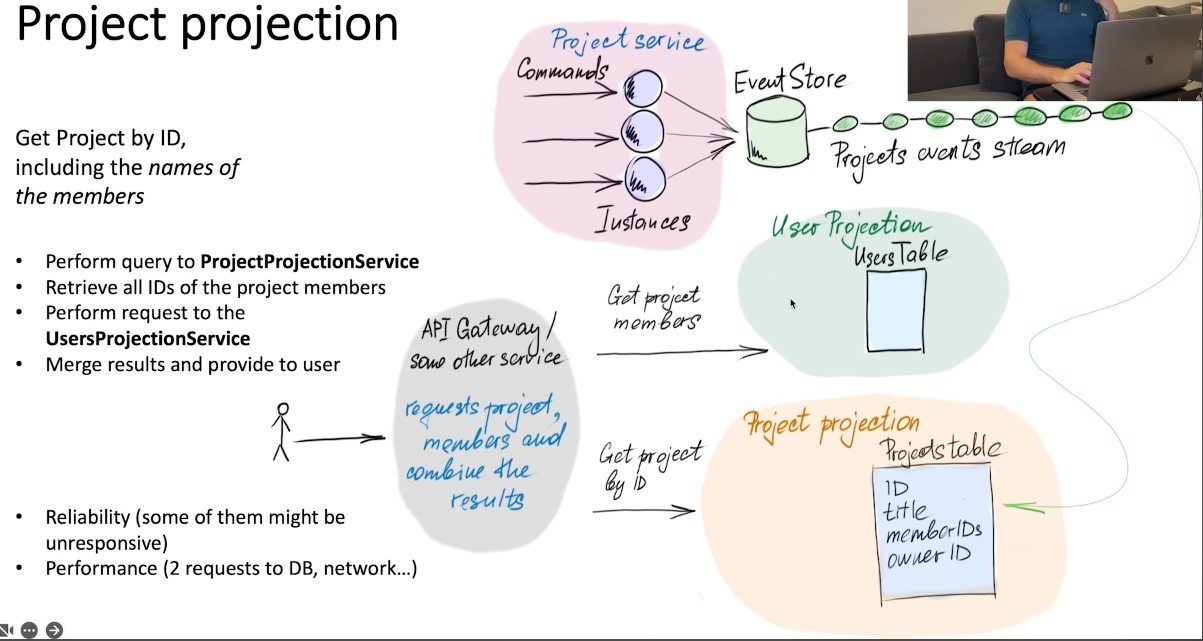 Project projection
Get Project by ID,
including the names of
the members
• Perform query to ProjectProjectionService
• Retrieve all IDs of the project members
• Perform request to the
UsersProjectionService
• Merge results and provide to user
• Reliability (some of them might be
unresponsive)
• Performance (2 requests to DB, network...)
Project service
Commands
Instances
EventStore
Projects events stream
User Projection
UsersTable
Get project
members
API Gateway/
some other service
requests project,
members and
combine the
results
Get project
by ID
Project projection
Projects table
ID
title
memberIDs
ownerID